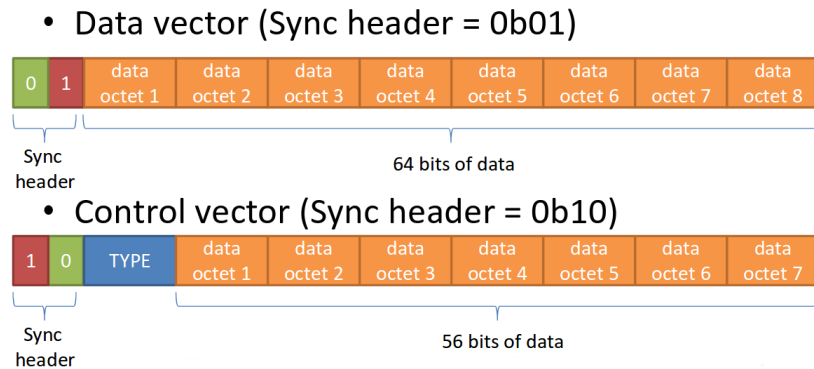 • Data vector (Sync header = 0b01)
0 1 data octet 1 data octet 2 data octet 3 data octet 4 data octet 5 data octet 6 data octet 7 data octet 8
Sync header
64 bits of data
• Control vector (Sync header = 0b10)
1 0 TYPE data octet 1 data octet 2 data octet 3 data octet 4 data octet 5 data octet 6 data octet 7
Sync header
56 bits of data